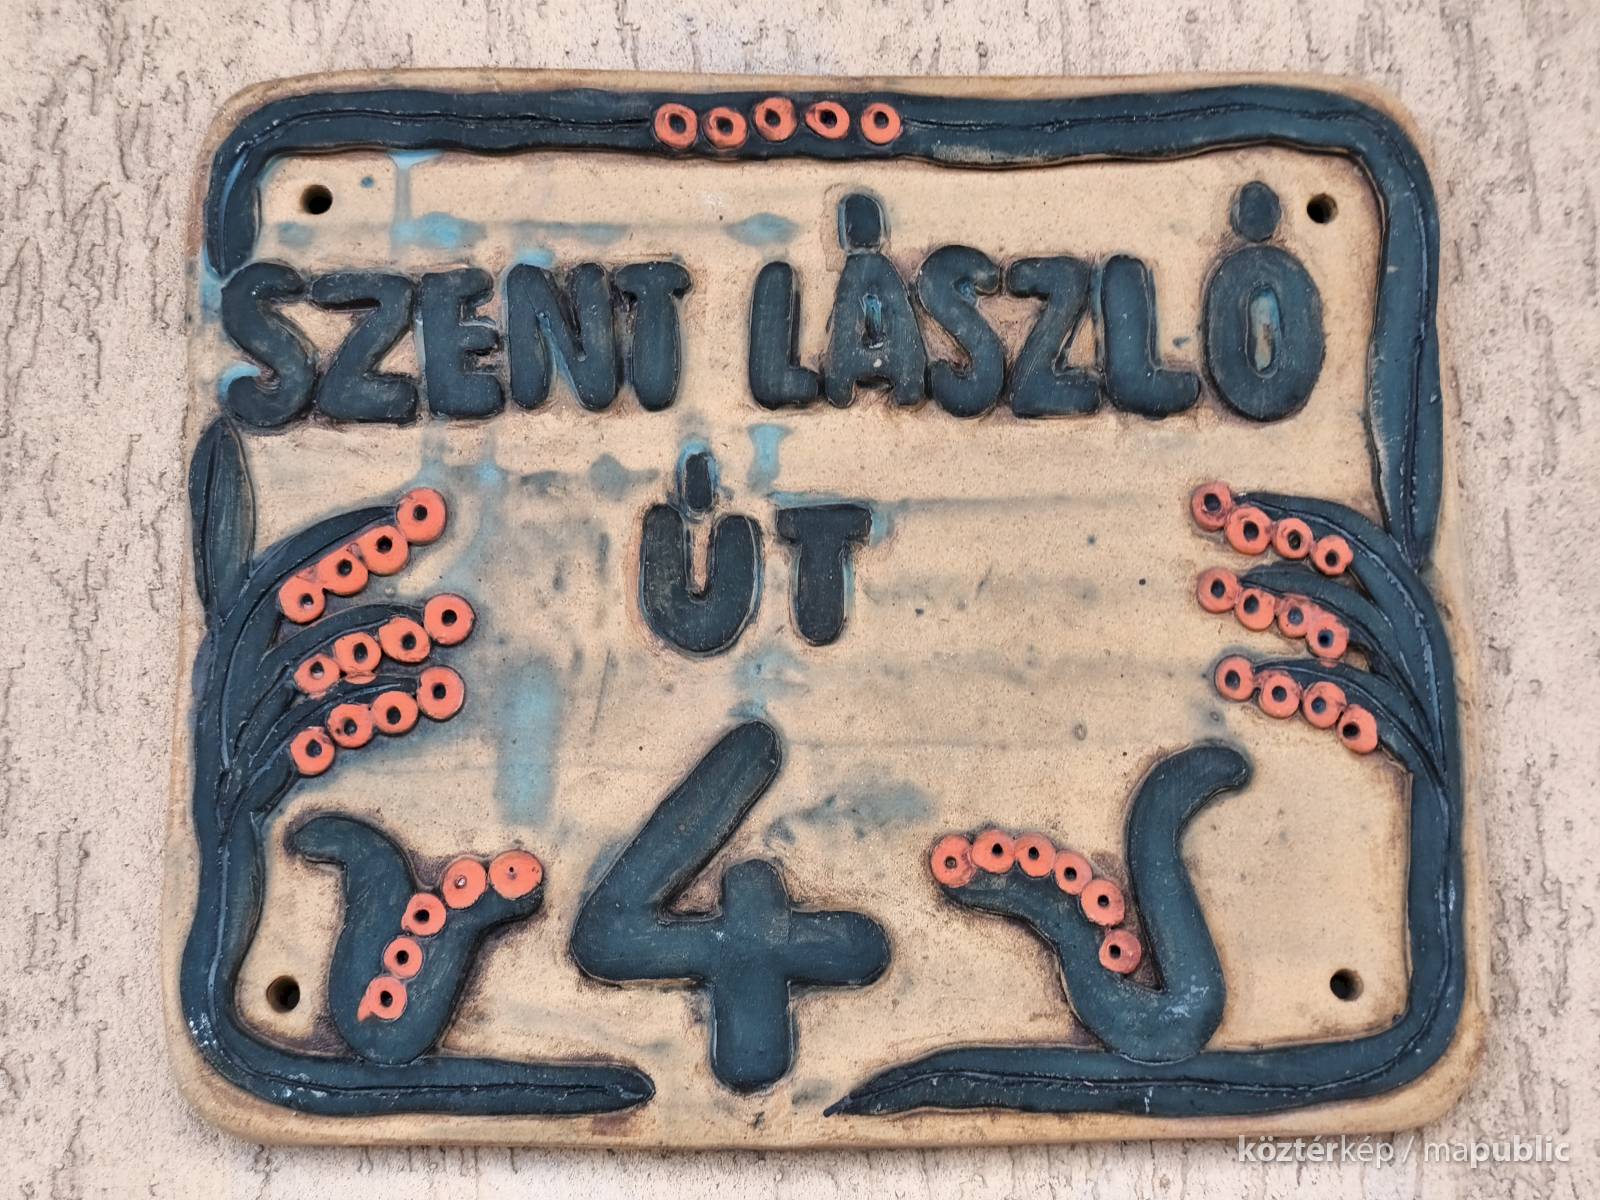 SZENT LÁSZLÓ
ÚT
4
köztérkép / mapublic